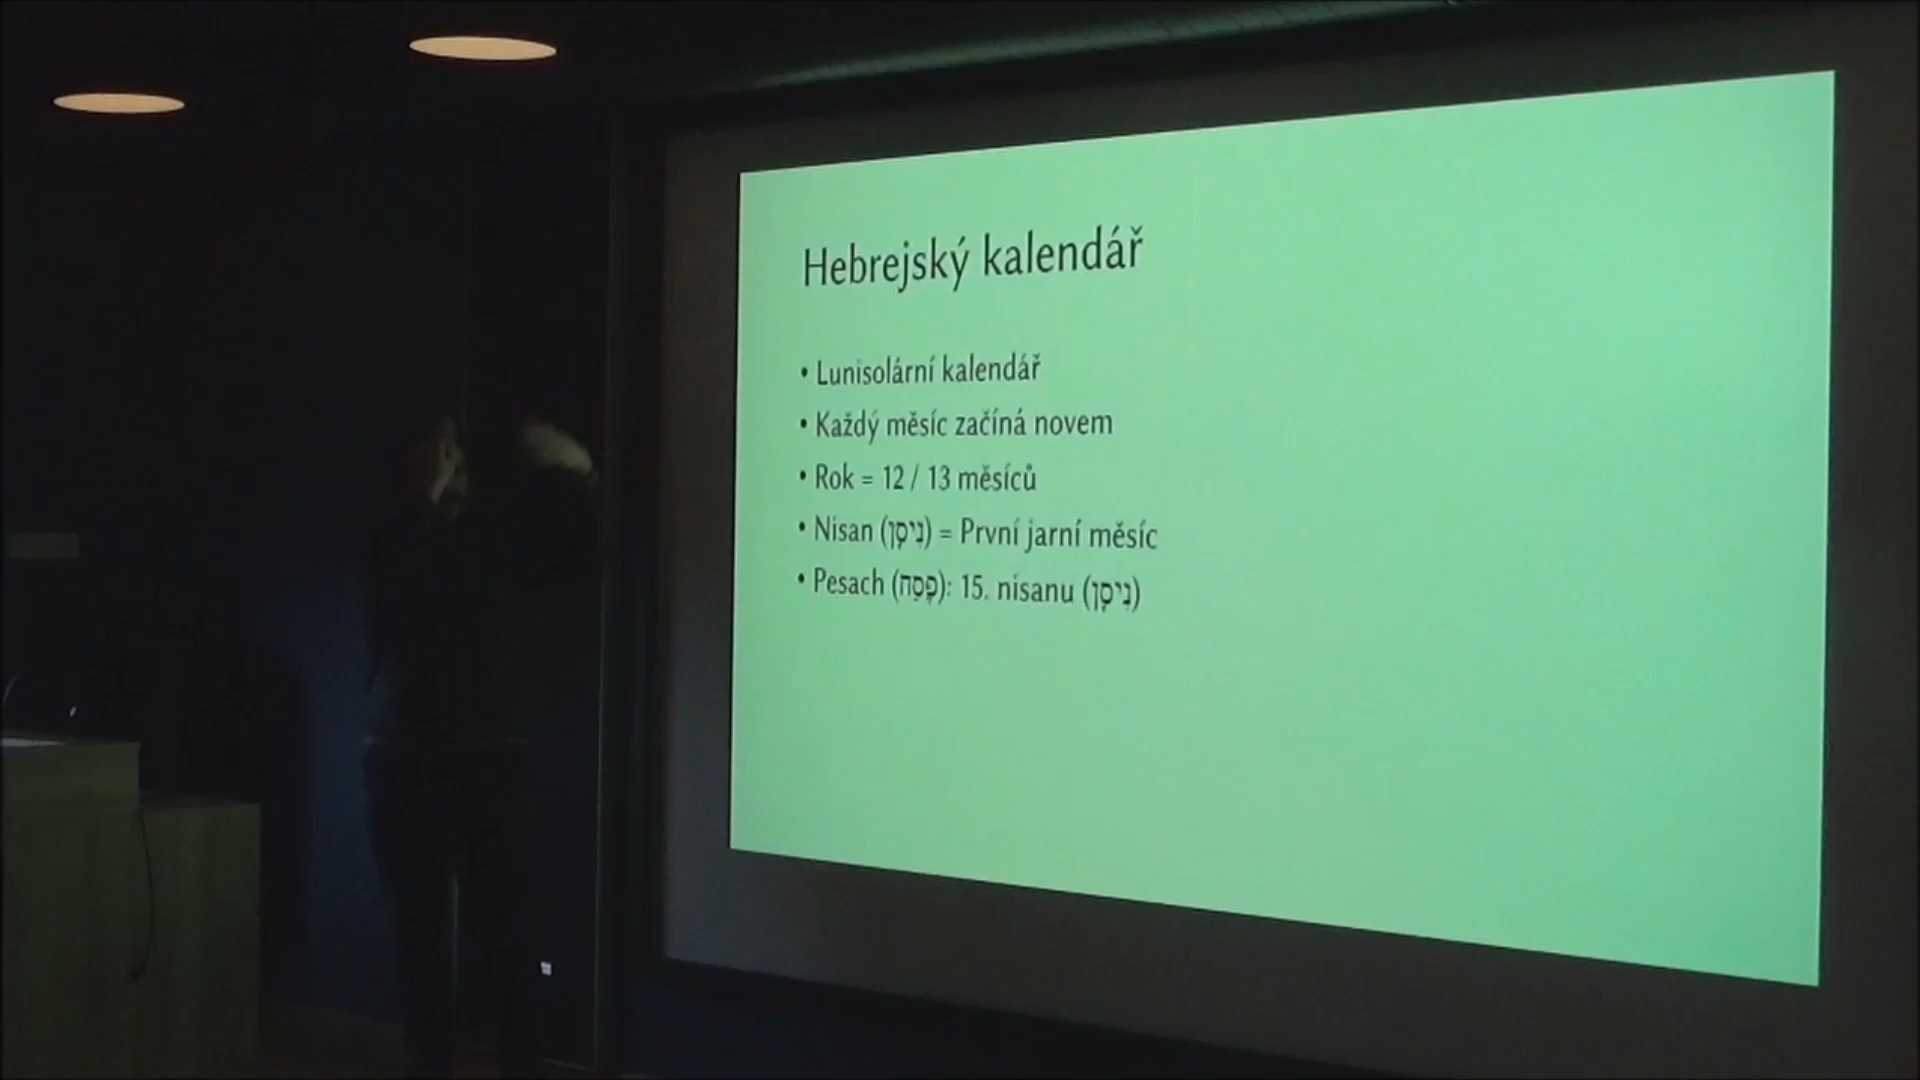 Hebrejský kalendář
• Lunisolární kalendář
• Každý měsíc začíná novem
• Rok = 12 / 13 měsíců
• Nisan (נִיסָן) = První jarní měsíc
• Pesach (פֶּסַח): 15. nisanu (נִיסָן)